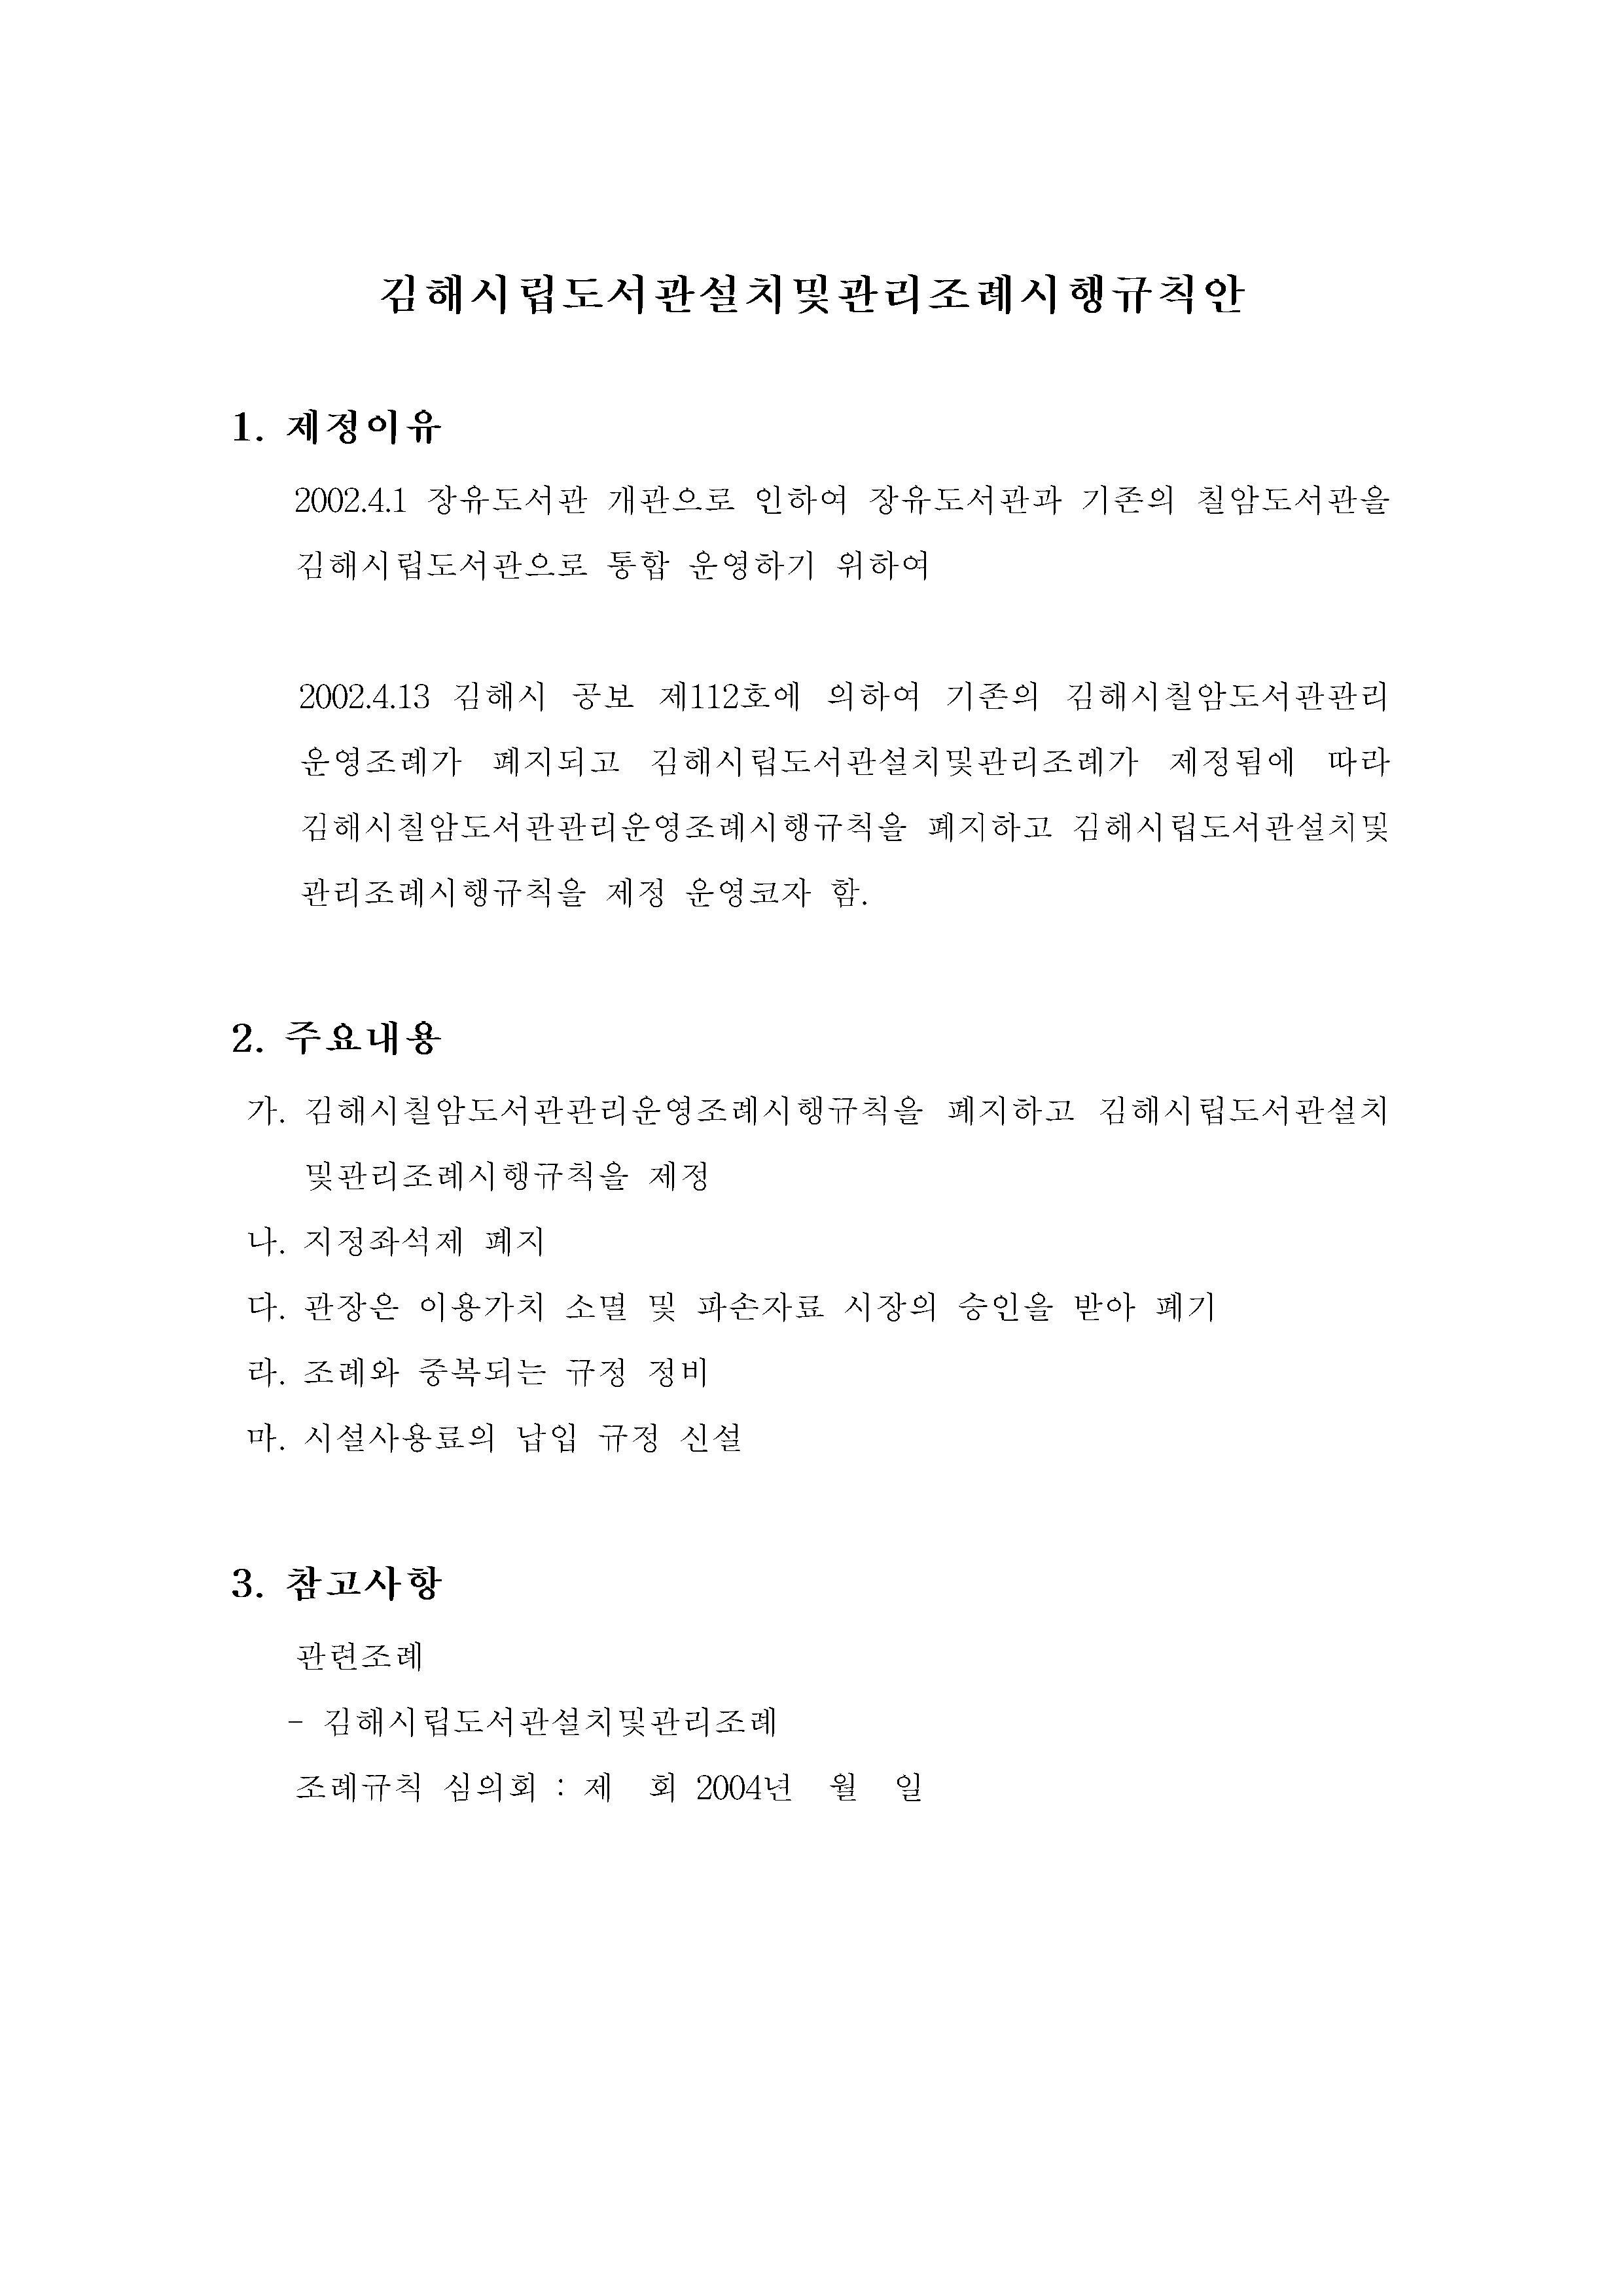 김해시립도서관설치및관리조례시행규칙안
1. 제정이유
2002.4.1 장유도서관 개관으로 인하여 장유도서관과 기존의 칠암도서관을
김해시립도서관으로 통합 운영하기 위하여
2002.4.13 김해시 공보 제112호에 의하여 기존의 김해시칠암도서관관리
운영조례가 폐지되고 김해시립도서관설치및관리조례가 제정됨에 따라
김해시칠암도서관관리운영조례시행규칙을 폐지하고 김해시립도서관설치및
관리조례시행규칙을 제정 운영코자 함.
2. 주요내용
가. 김해시칠암도서관관리운영조례시행규칙을 폐지하고 김해시립도서관설치
및관리조례시행규칙을 제정
나. 지정좌석제 폐지
다. 관장은 이용가치 소멸 및 파손자료 시장의 승인을 받아 폐기
라. 조례와 중복되는 규정 정비
마. 시설사용료의 납입 규정 신설
3. 참고사항
관련조례
- 김해시립도서관설치및관리조례
조례규칙 심의회 : 제 회 2004년 월 일